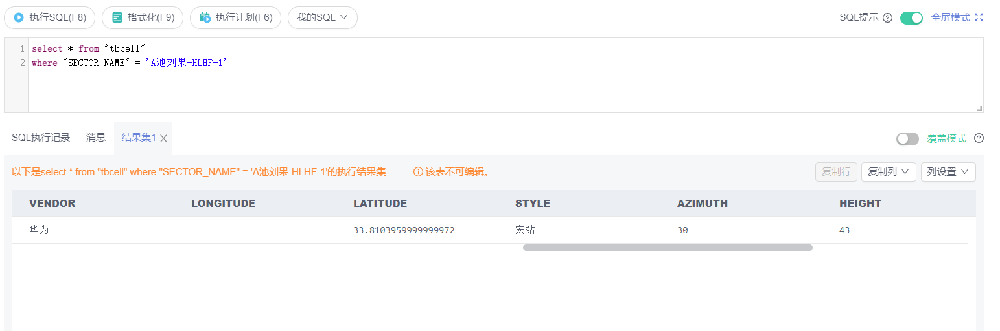 执行SQL(F8) 格式化(F9) 执行计划(F6) 我的SQL SQL提示 全屏模式
1 select * from "tbcell"
2 where "SECTOR_NAME" = 'A池刘果-HLHF-1'
SQL执行记录 消息 结果集1 覆盖模式
以下是select * from "tbcell" where "SECTOR_NAME" = 'A池刘果-HLHF-1'的执行结果集 该表不可编辑。 复制行 复制列 列设置
VENDOR LONGITUDE LATITUDE STYLE AZIMUTH HEIGHT
华为 33.8103959999999972 宏站 30 43